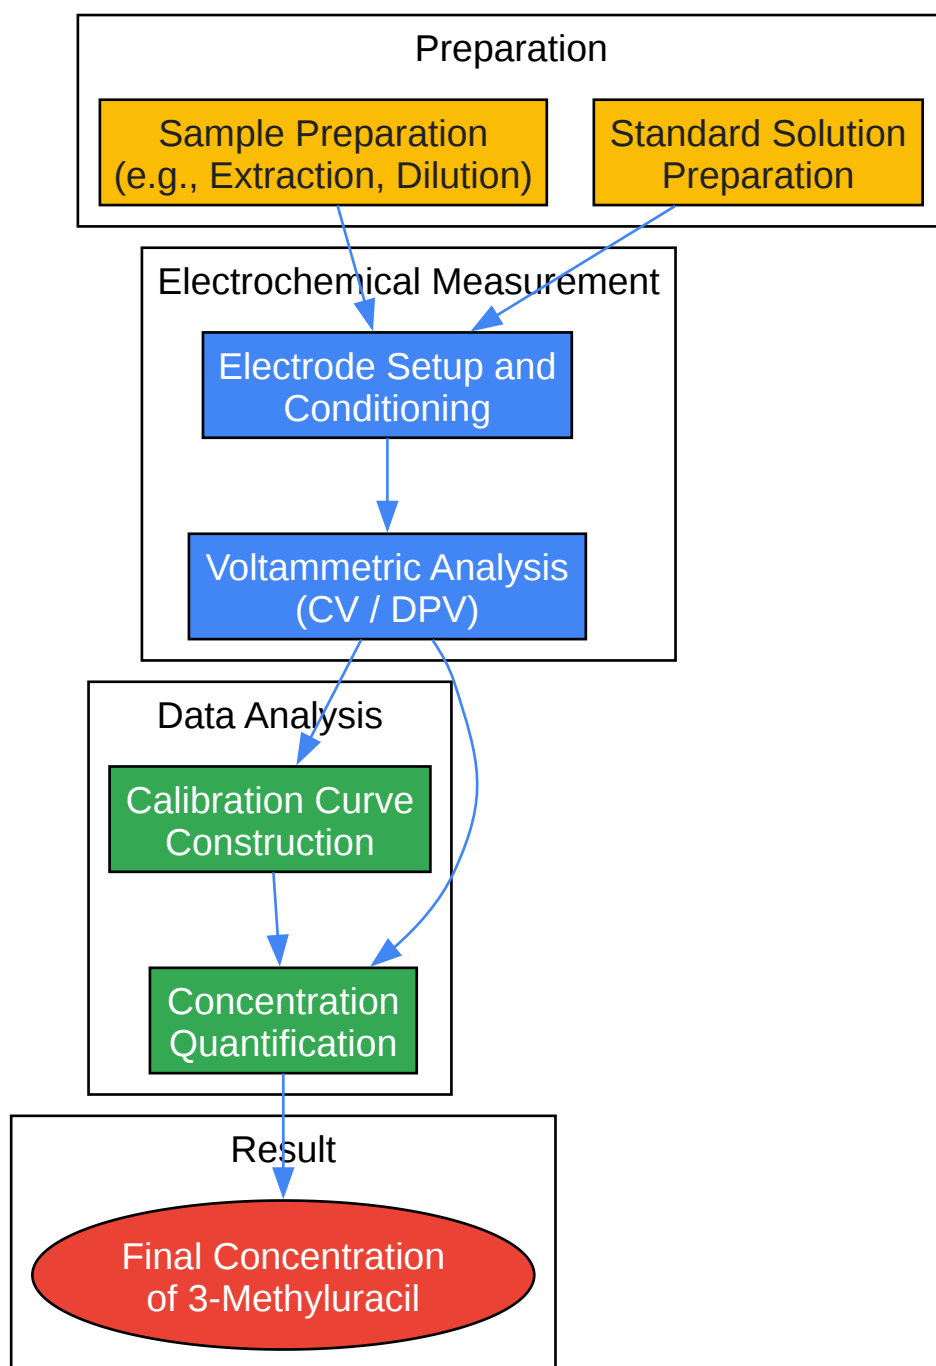 Preparation
Sample Preparation
(e.g., Extraction, Dilution)
Standard Solution
Preparation
Electrochemical Measurement
Electrode Setup and
Conditioning
Voltammetric Analysis
(CV / DPV)
Data Analysis
Calibration Curve
Construction
Concentration
Quantification
Result
Final Concentration
of 3-Methyluracil